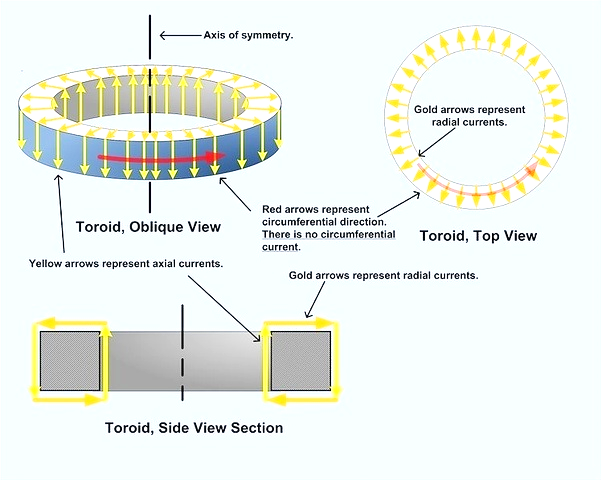 Axis of symmetry.
Gold arrows represent
radial currents.
Red arrows represent
circumferential direction.
There is no circumferential
current.
Toroid, Oblique View
Toroid, Top View
Yellow arrows represent axial currents.
Gold arrows represent radial currents.
Toroid, Side View Section